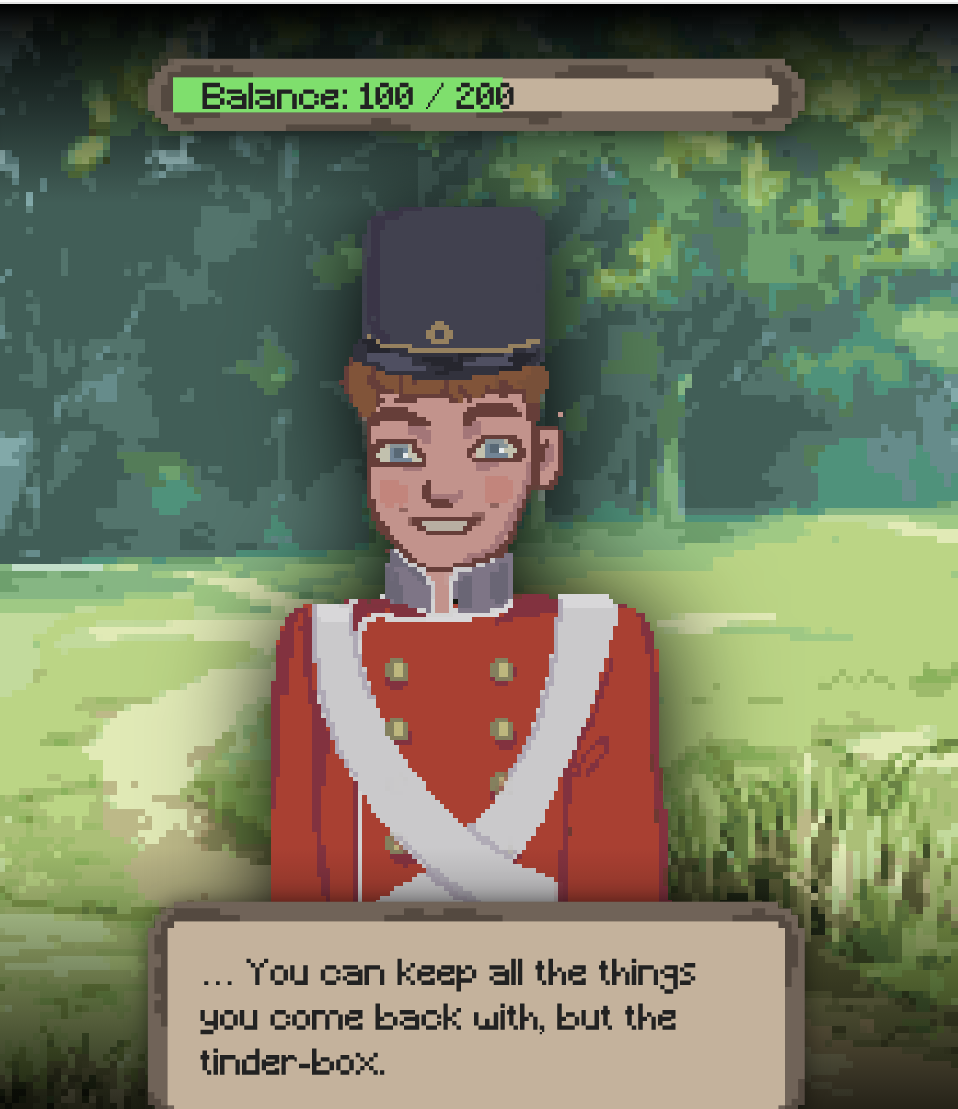 Balance: 100 / 200
... You can keep all the things
you come back with, but the
tinder-box.